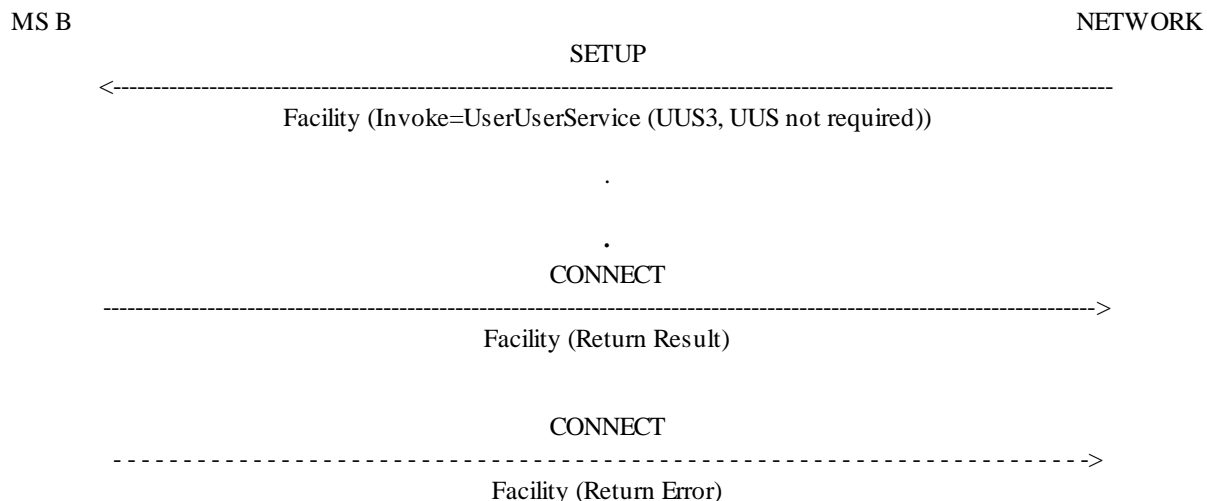 MS B NETWORK
SETUP
<------------------------------------------------------------------------------------------------------------------------------
Facility (Invoke=UserUserService (UUS3, UUS not required))
.
.
CONNECT
----------------------------------------------------------------------------------------------------------------------------->
Facility (Return Result)
CONNECT
- - - - - - - - - - - - - - - - - - - - - - - - - - - - - - - - - - - - - - - - - - - - - - - - - - - - - - - - - - - - - - - - - - - - - ->
Facility (Return Error)